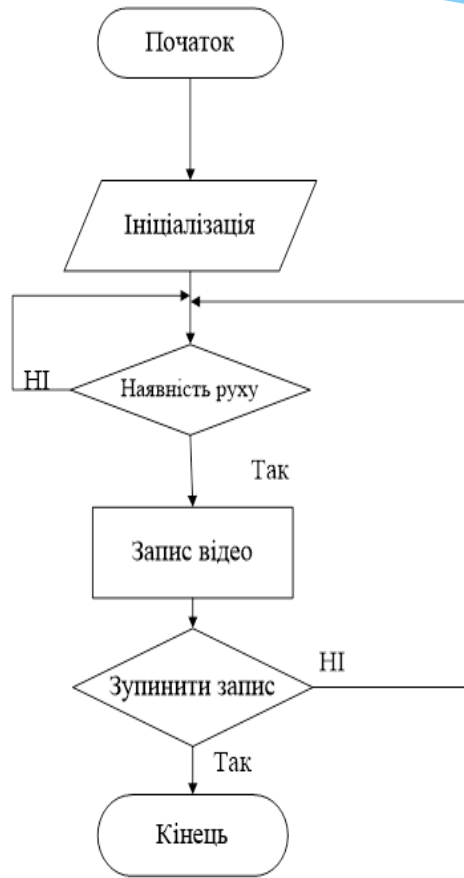 Початок
Ініціалізація
НІ
Наявність руху
Так
Запис відео
НІ
Зупинити запис
Так
Кінець